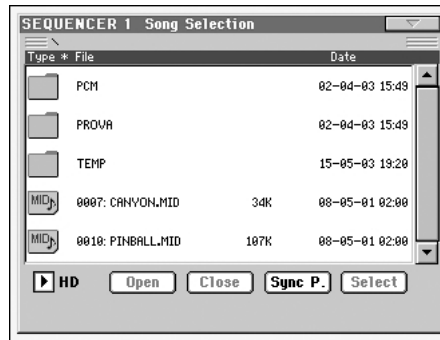 SEQUENCER 1 Song Selection
Type * File Date
PCM 02-04-03 15:49
PROVA 02-04-03 15:49
TEMP 15-05-03 19:20
MID 0007: CANYON.MID 34K 08-05-01 02:00
MID 0010: PINBALL.MID 107K 08-05-01 02:00
HD Open Close Sync P. Select